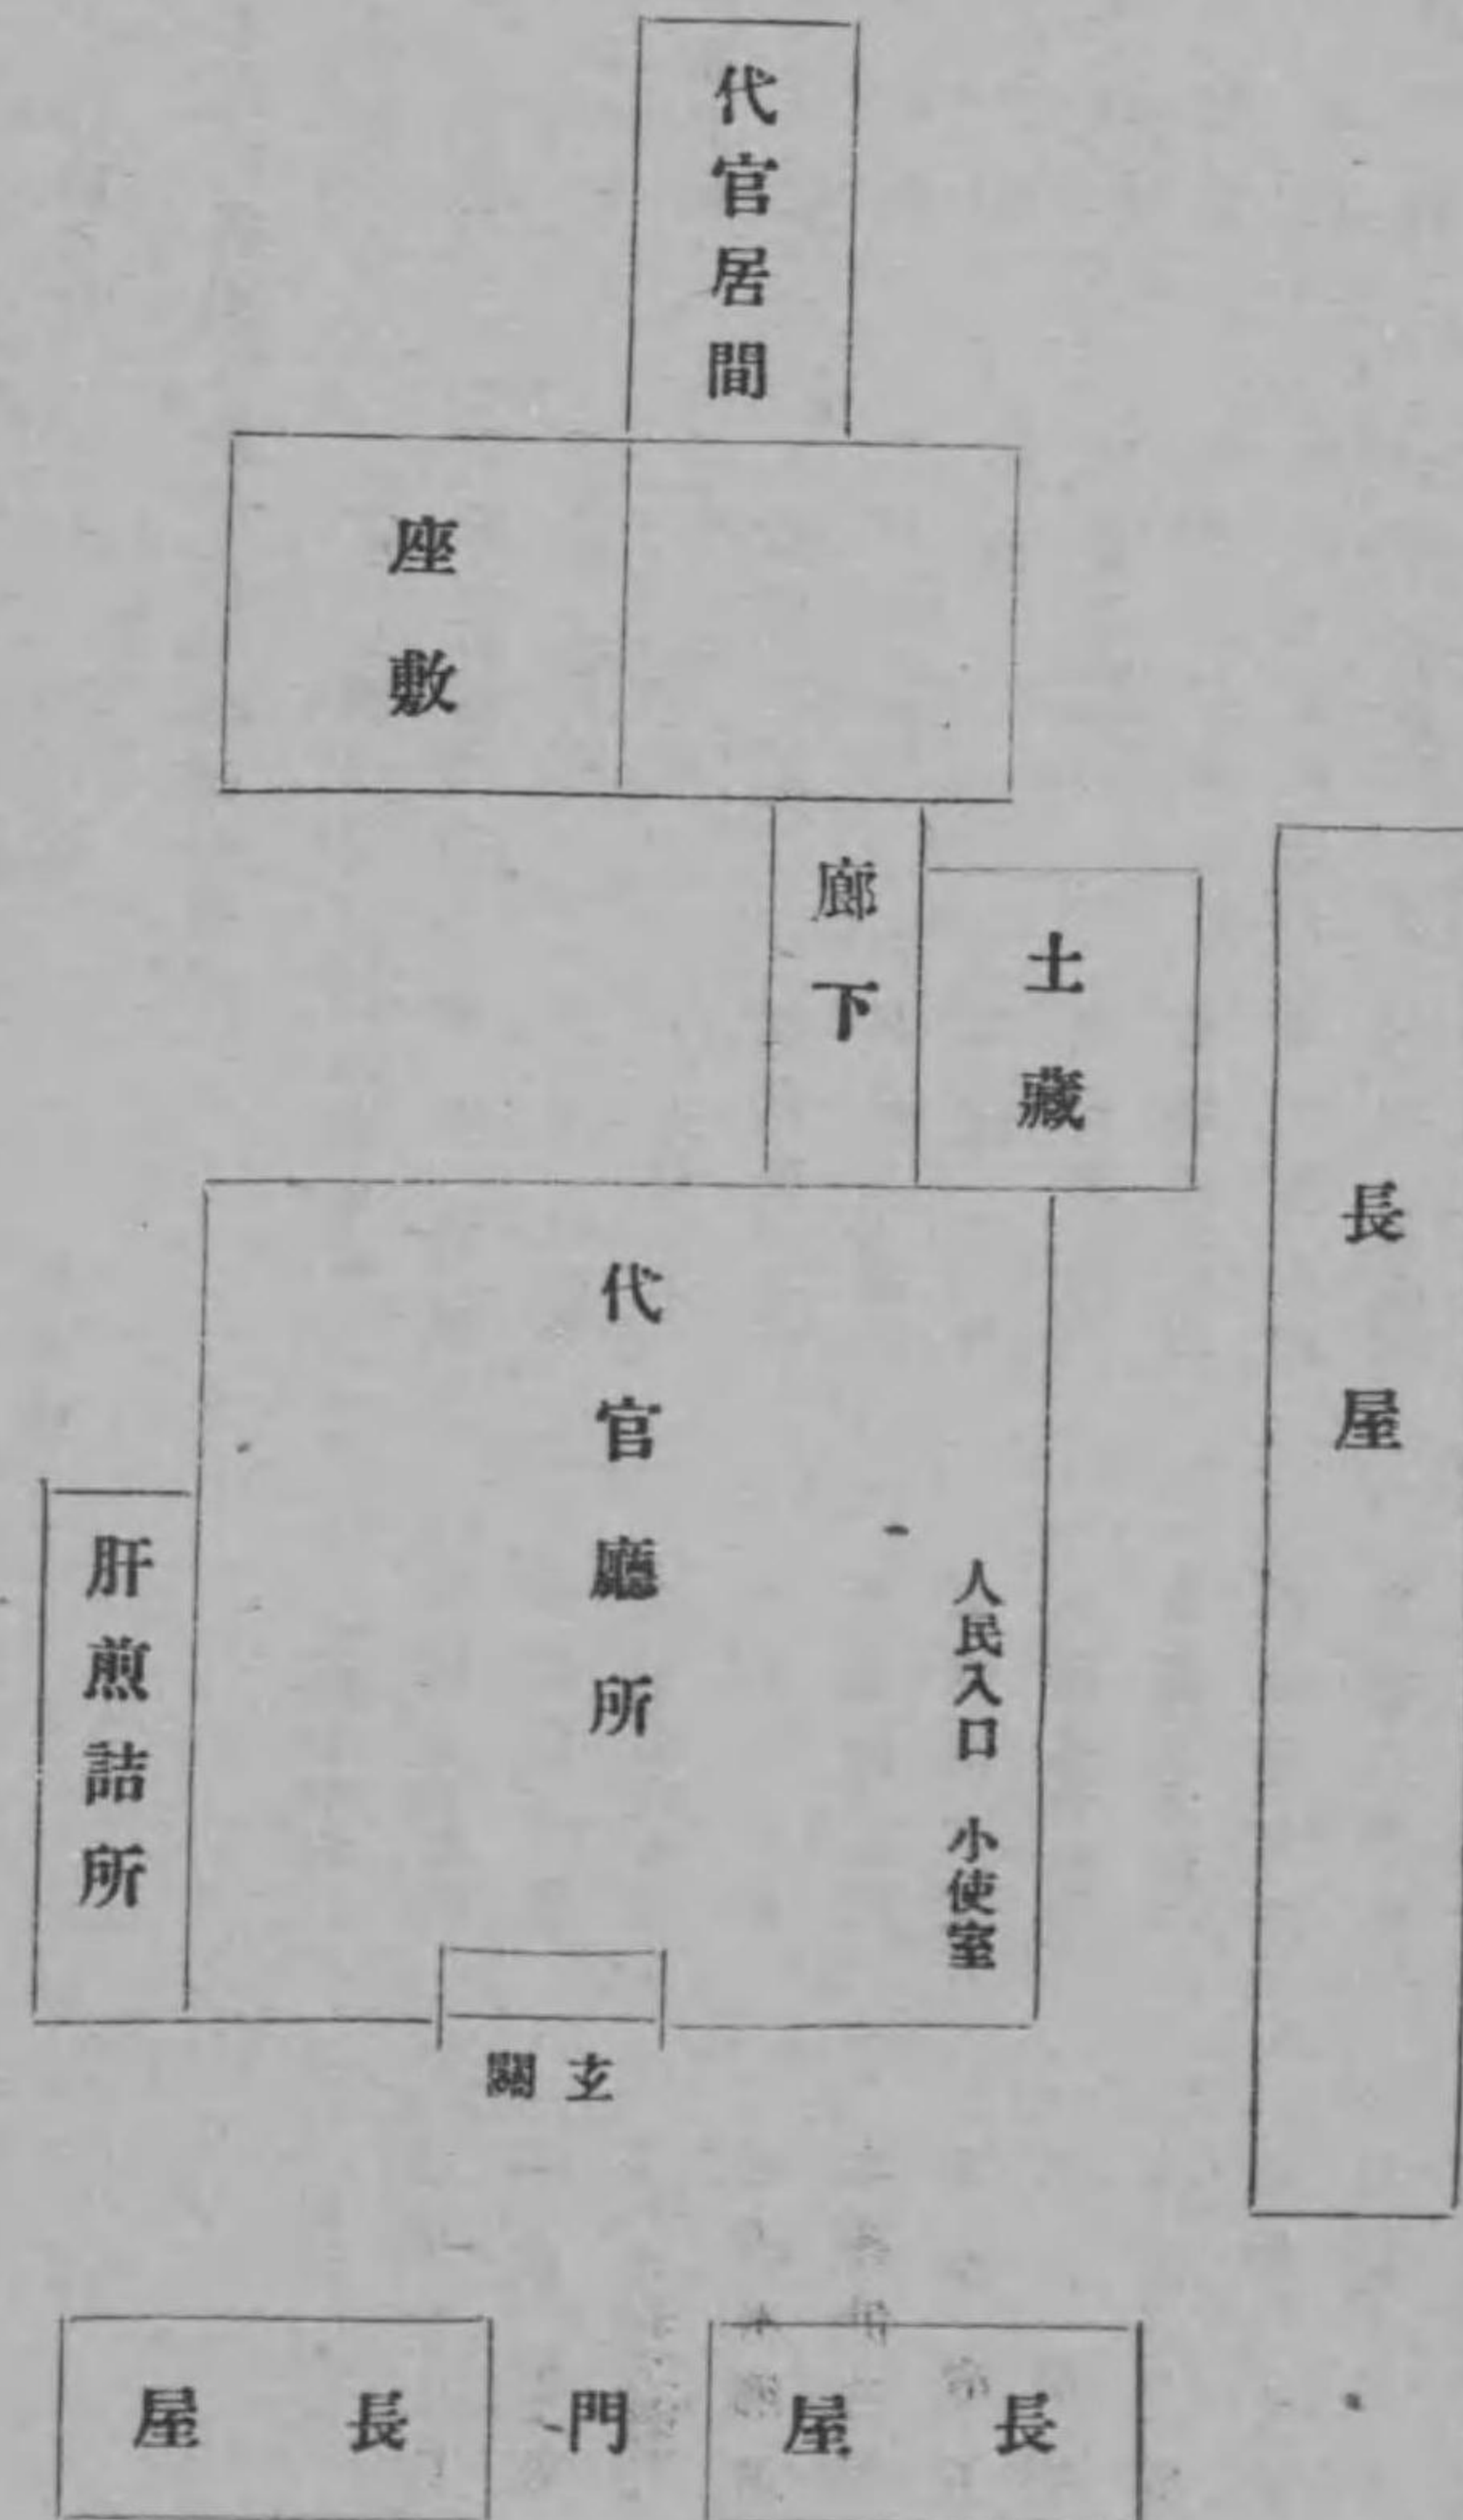 代官居間
座敷
廊下
土藏
長屋
代官廳所
人民入口 小使室
肝煎詰所
玄關
長屋
門
長屋